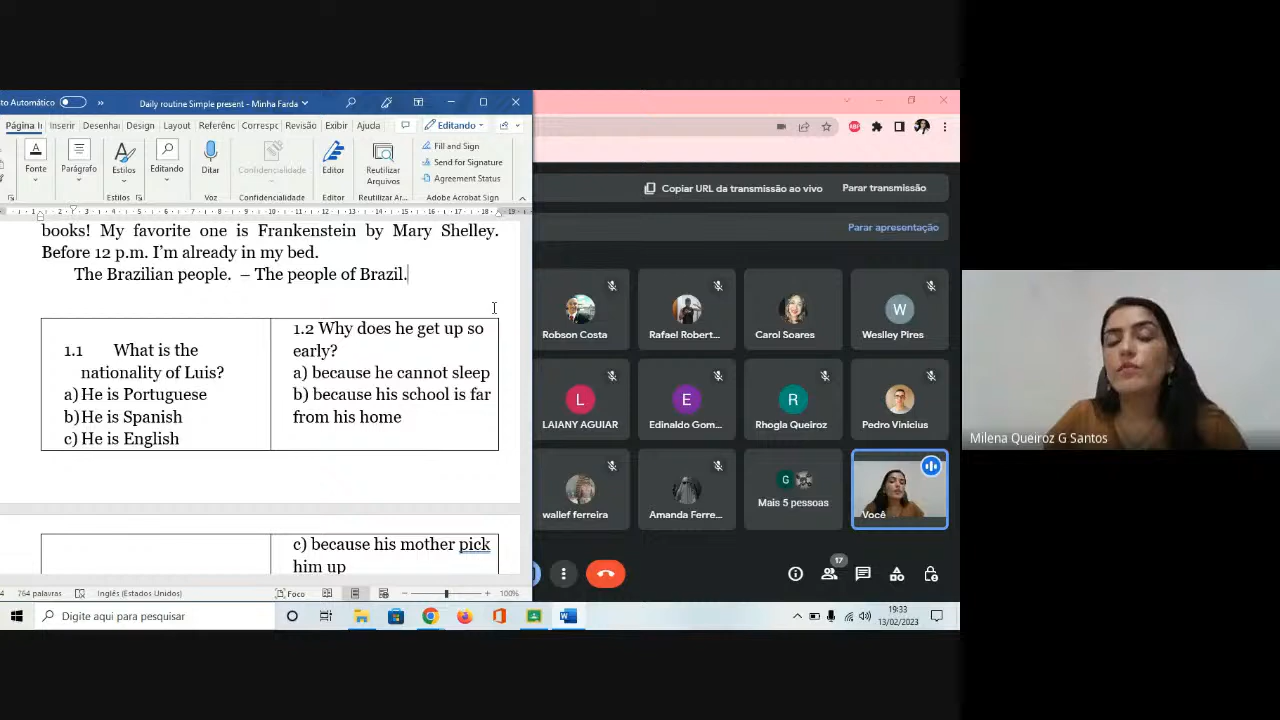 to Automático
Daily routine Simple present - Minha Farda
Página I Inserir Desenhar Design Layout Referênc Corresp Revisão Exibir Ajuda
Editando
Fonte
Parágrafo
Estilos
Editando
Ditar
Confidencialidade
Editor
Reutilizar
Arquivos
Fill and Sign
Send for Signature
Agreement Status
Voz
Confidencialidade
Editor
Reutilizar Ar...
Adobe Acrobat Sign
books! My favorite one is Frankenstein by Mary Shelley.
Before 12 p.m. I'm already in my bed.
The Brazilian people. – The people of Brazil.
1.1 What is the
nationality of Luis?
a) He is Portuguese
b) He is Spanish
c) He is English
1.2 Why does he get up so
early?
a) because he cannot sleep
b) because his school is far
from his home
c) because his mother pick
him up
764 palavras
Inglês (Estados Unidos)
Foco
100%
Copiar URL da transmissão ao vivo
Parar transmissão
Parar apresentação
Robson Costa
Rafael Robert...
Carol Soares
W
Weslley Pires
L
LAIANY AGUIAR
E
Edinaldo Gom...
R
Rhogla Queiroz
Pedro Vinicius
wallef ferreira
Amanda Ferre...
G
Mais 5 pessoas
Você
17
Milena Queiroz G Santos
Digite aqui para pesquisar
19:33
13/02/2023